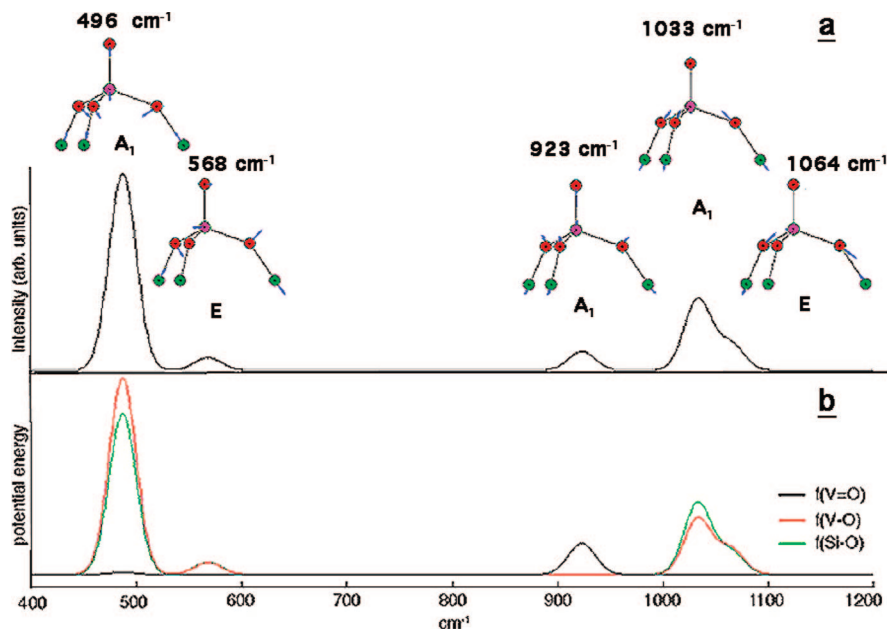 496 cm⁻¹
1033 cm⁻¹
a
A₁
568 cm⁻¹
923 cm⁻¹
1064 cm⁻¹
A₁
E
A₁
E
Intensity (arb. units)
b
potential energy
f(V=O)
f(V-O)
f(Si-O)
400 500 600 700 800 900 1000 1100 1200
cm⁻¹